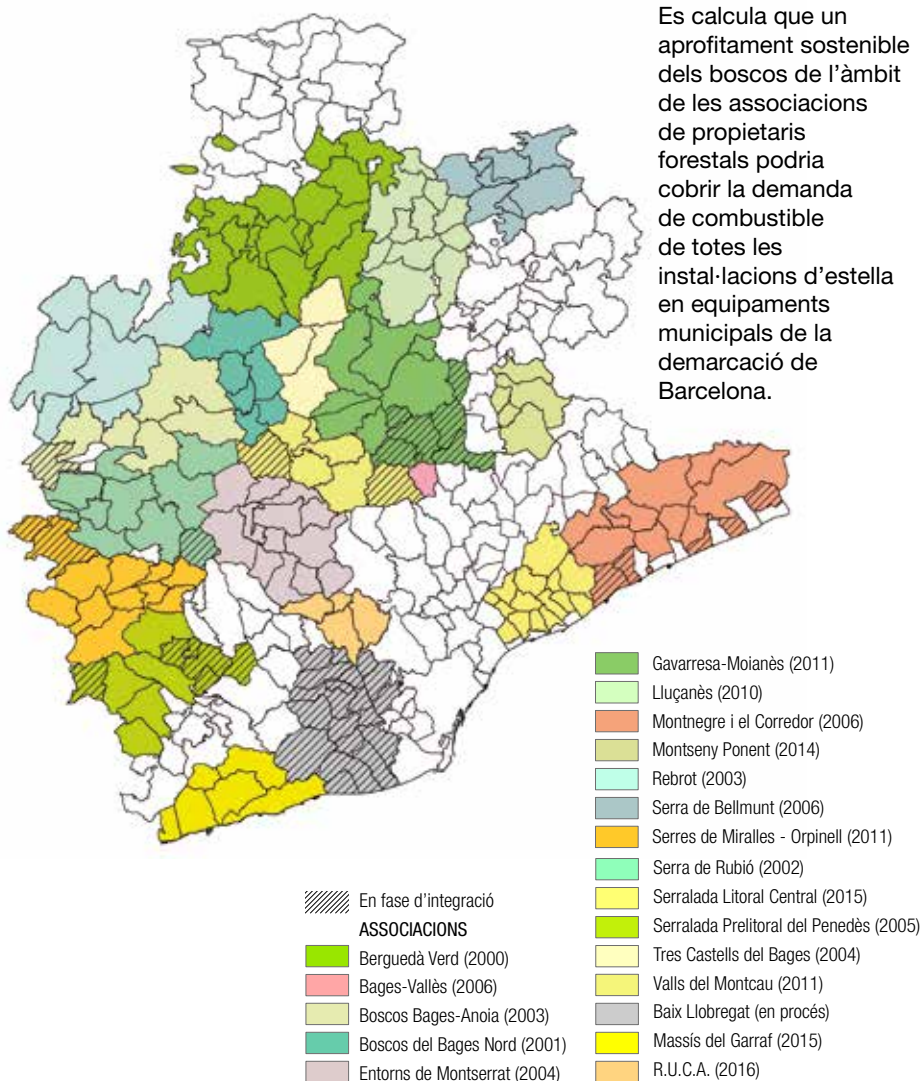 Es calcula que un
aprofitament sostenible
dels boscos de l'àmbit
de les associacions
de propietaris
forestals podria
cobrir la demanda
de combustible
de totes les
instal·lacions d'estella
en equipaments
municipals de la
demarcació de
Barcelona.
En fase d'integració
ASSOCIACIONS
Berguedà Verd (2000)
Bages-Vallès (2006)
Boscos Bages-Anoia (2003)
Boscos del Bages Nord (2001)
Entorns de Montserrat (2004)
Gavarresa-Moianès (2011)
Lluçanès (2010)
Montnegre i el Corredor (2006)
Montseny Ponent (2014)
Rebrot (2003)
Serra de Bellmunt (2006)
Serres de Miralles - Orpinell (2011)
Serra de Rubió (2002)
Serralada Litoral Central (2015)
Serralada Prelitoral del Penedès (2005)
Tres Castells del Bages (2004)
Valls del Montcau (2011)
Baix Llobregat (en procés)
Massís del Garraf (2015)
R.U.C.A. (2016)